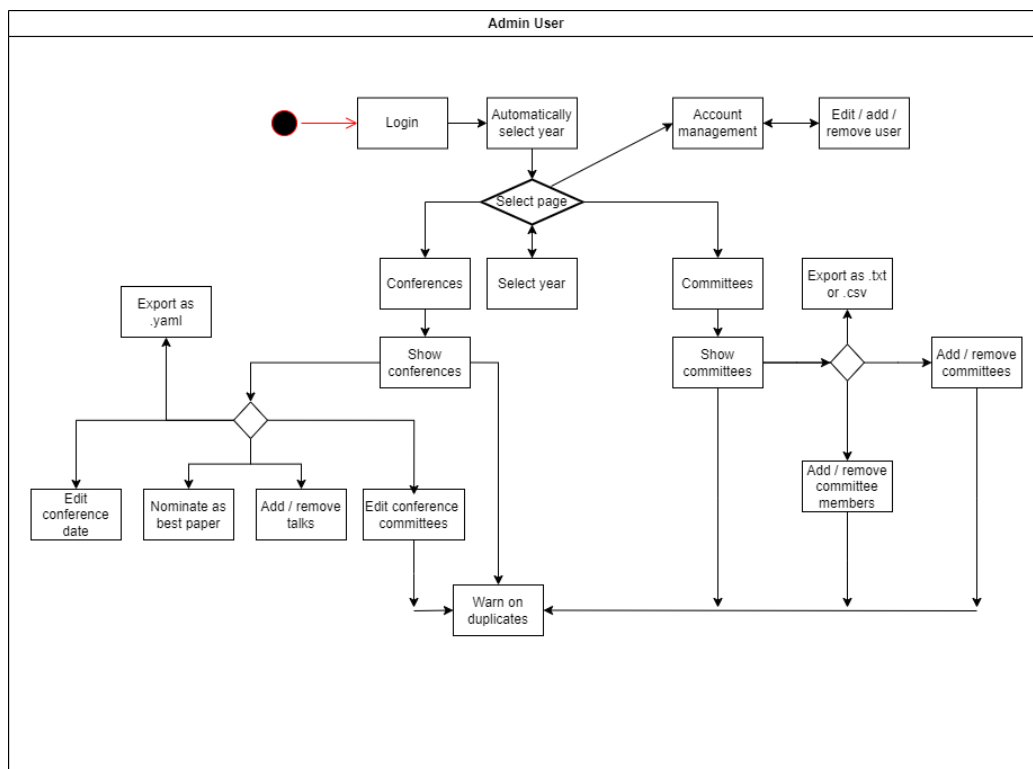 Admin User
Login
Automatically
select year
Account
management
Edit / add /
remove user
Select page
Conferences
Select year
Committees
Export as .txt
or .csv
Export as
.yaml
Show
conferences
Show
committees
Add / remove
committees
Edit
conference
date
Nominate as
best paper
Add / remove
talks
Edit conference
committees
Add / remove
committee
members
Warn on
duplicates